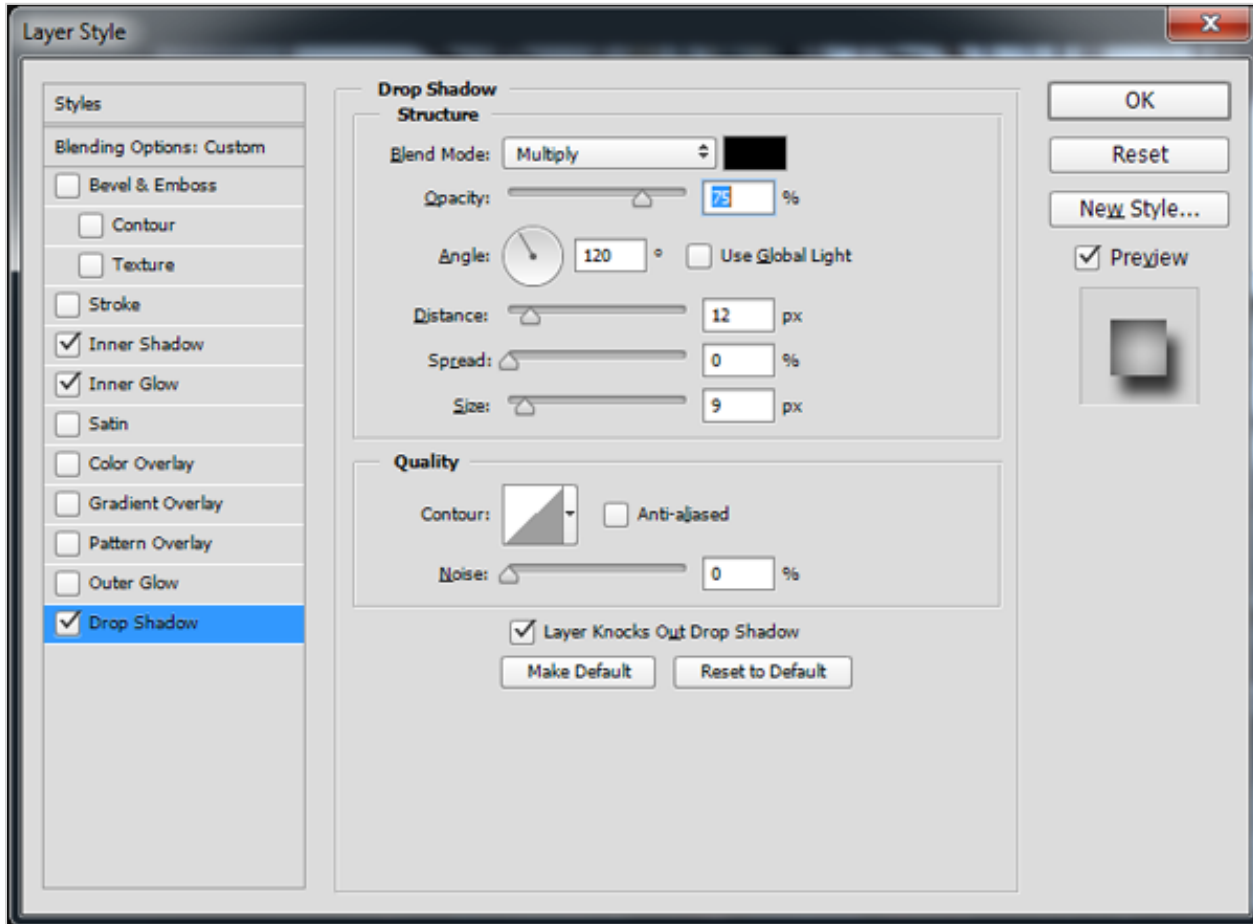 Layer Style
x
Styles
Blending Options: Custom
Bevel & Emboss
Contour
Texture
Stroke
Inner Shadow
Inner Glow
Satin
Color Overlay
Gradient Overlay
Pattern Overlay
Outer Glow
Drop Shadow
Drop Shadow
Structure
Blend Mode: Multiply
Opacity: 75 %
Angle: 120 ° Use Global Light
Distance: 12 px
Spread: 0 %
Size: 9 px
Quality
Contour: Anti-aliased
Noise: 0 %
Layer Knocks Out Drop Shadow
Make Default Reset to Default
OK
Reset
New Style...
Preview